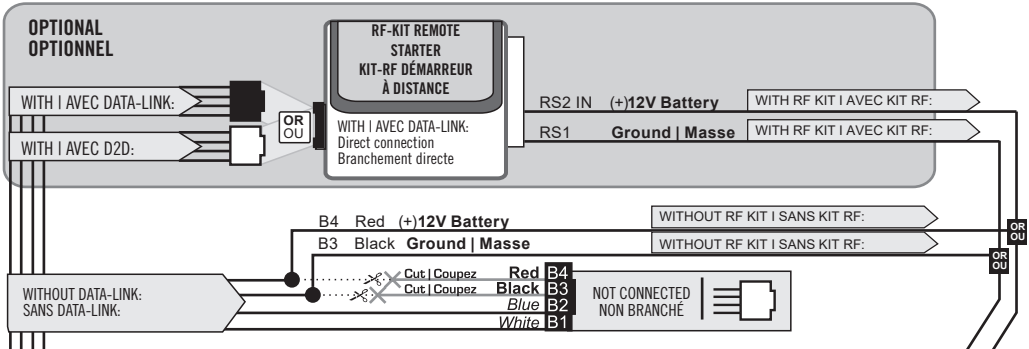 OPTIONAL
OPTIONNEL
RF-KIT REMOTE
STARTER
KIT-RF DÉMARREUR
À DISTANCE
WITH | AVEC DATA-LINK:
OR
OU
WITH | AVEC D2D:
WITH | AVEC DATA-LINK:
Direct connection
Branchement directe
RS2 IN (+)12V Battery WITH RF KIT | AVEC KIT RF:
RS1 Ground | Masse WITH RF KIT | AVEC KIT RF:
B4 Red (+)12V Battery WITHOUT RF KIT | SANS KIT RF:
OR
OU
B3 Black Ground | Masse WITHOUT RF KIT | SANS KIT RF:
OR
OU
WITHOUT DATA-LINK:
SANS DATA-LINK:
Cut | Coupez Red B4
Cut | Coupez Black B3
Blue B2
White B1
NOT CONNECTED
NON BRANCHÉ